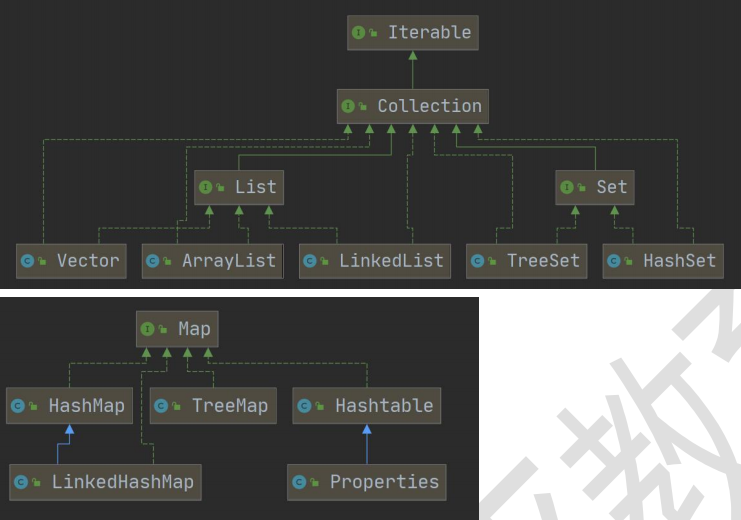 Iterable
Collection
List
Set
Vector
ArrayList
LinkedList
TreeSet
HashSet
Map
HashMap
TreeMap
Hashtable
LinkedHashMap
Properties